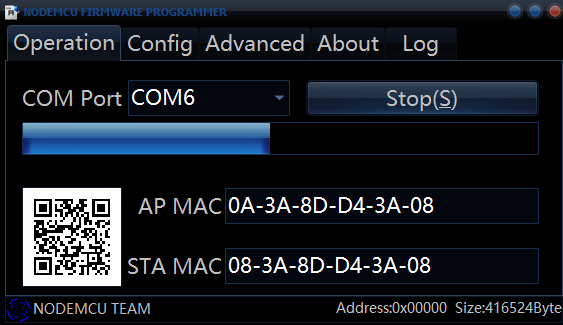 NODEMCU FIRMWARE PROGRAMMER
Operation Config Advanced About Log
COM Port COM6 Stop(S)
AP MAC 0A-3A-8D-D4-3A-08
STA MAC 08-3A-8D-D4-3A-08
NODEMCU TEAM Address:0x00000 Size:416524Byte